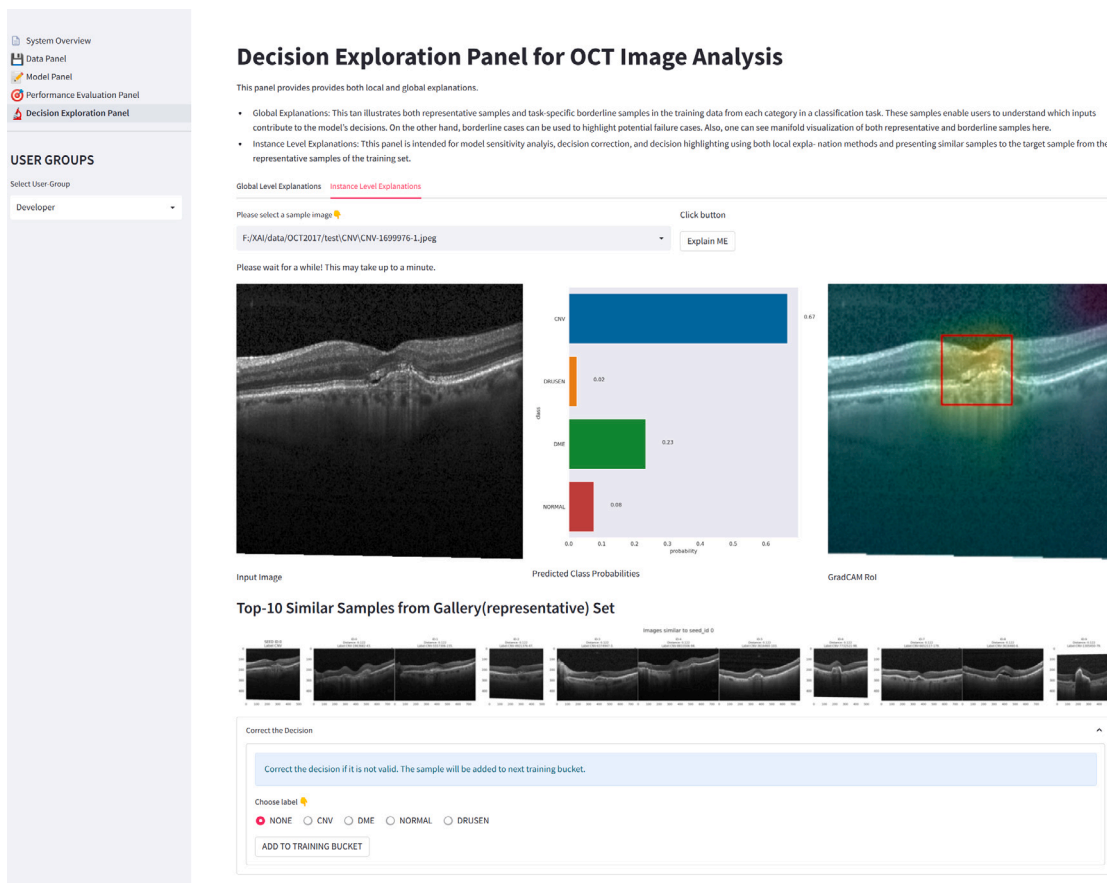 System Overview
Data Panel
Model Panel
Performance Evaluation Panel
Decision Exploration Panel
USER GROUPS
Select User-Group
Developer
Decision Exploration Panel for OCT Image Analysis
This panel provides provides both local and global explanations.
• Global Explanations: This tan illustrates both representative samples and task-specific borderline samples in the training data from each category in a classification task. These samples enable users to understand which inputs
contribute to the model's decisions. On the other hand, borderline cases can be used to highlight potential failure cases. Also, one can see manifold visualization of both representative and borderline samples here.
• Instance Level Explanations: Tthis panel is intended for model sensitivity analyis, decision correction, and decision highlighting using both local expla- nation methods and presenting similar samples to the target sample from the
representative samples of the training set.
Global Level Explanations Instance Level Explanations
Please select a sample image👇
Click button
F:/XAI/data/OCT2017/test\CNV\CNV-1699976-1.jpeg
Explain ME
Please wait for a while! This may take up to a minute.
CNV
0.67
DRUSEN
0.02
class
DME
0.23
NORMAL
0.08
0.0 0.1 0.2 0.3 0.4 0.5 0.6
probability
Input Image
Predicted Class Probabilities
GradCAM RoI
Top-10 Similar Samples from Gallery(representative) Set
Images similar to seed_id 0
Correct the Decision
Correct the decision if it is not valid. The sample will be added to next training bucket.
Choose label👇
NONE CNV DME NORMAL DRUSEN
ADD TO TRAINING BUCKET